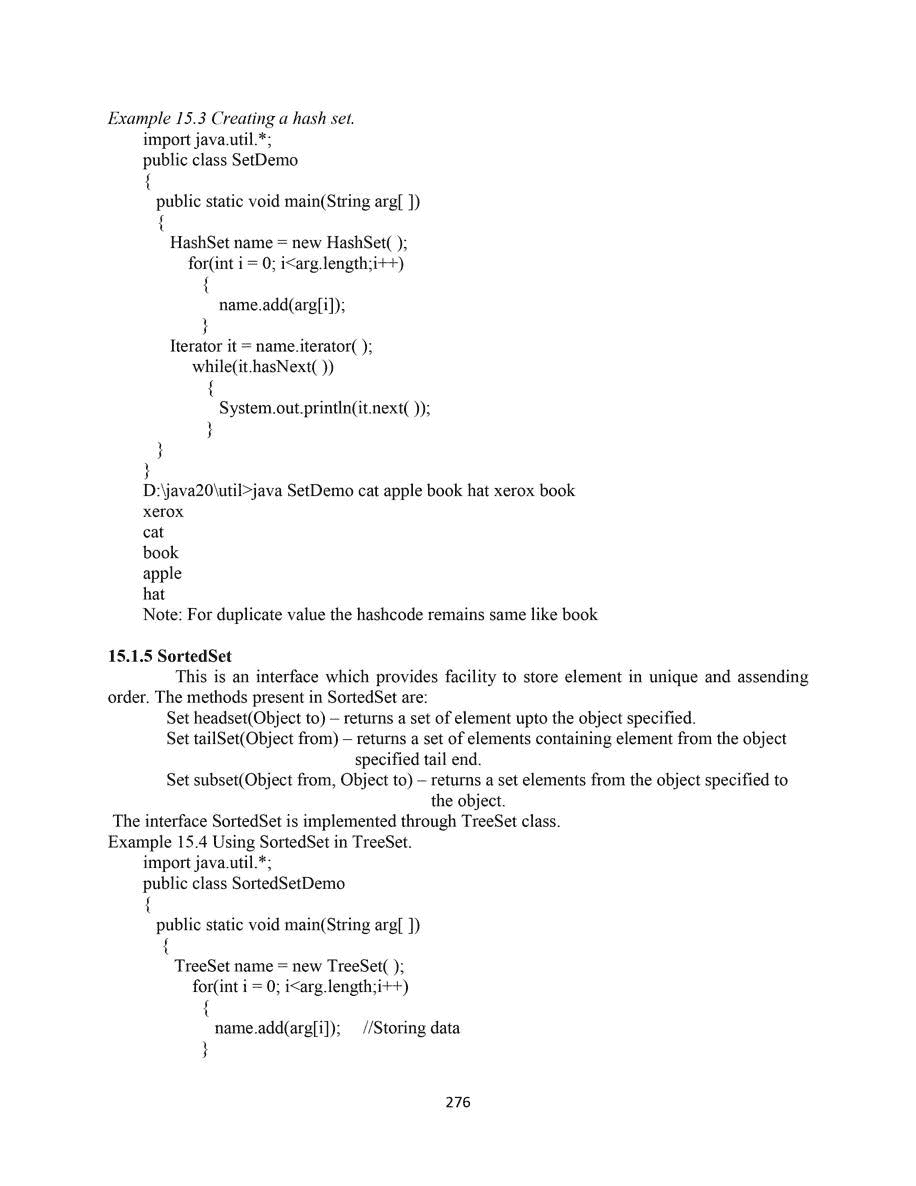 Example 15.3 Creating a hash set.
import java.util.*;
public class SetDemo
{
public static void main(String arg[ ])
{
HashSet name = new HashSet( );
for(int i = 0; i<arg.length;i++)
{
name.add(arg[i]);
}
Iterator it = name.iterator( );
while(it.hasNext( ))
{
System.out.println(it.next( ));
}
}
}
D:\java20\util>java SetDemo cat apple book hat xerox book
xerox
cat
book
apple
hat
Note: For duplicate value the hashcode remains same like book
15.1.5 SortedSet
This is an interface which provides facility to store element in unique and assending
order. The methods present in SortedSet are:
Set headset(Object to) – returns a set of element upto the object specified.
Set tailSet(Object from) – returns a set of elements containing element from the object
specified tail end.
Set subset(Object from, Object to) – returns a set elements from the object specified to
the object.
The interface SortedSet is implemented through TreeSet class.
Example 15.4 Using SortedSet in TreeSet.
import java.util.*;
public class SortedSetDemo
{
public static void main(String arg[ ])
{
TreeSet name = new TreeSet( );
for(int i = 0; i<arg.length;i++)
{
name.add(arg[i]); //Storing data
}
276